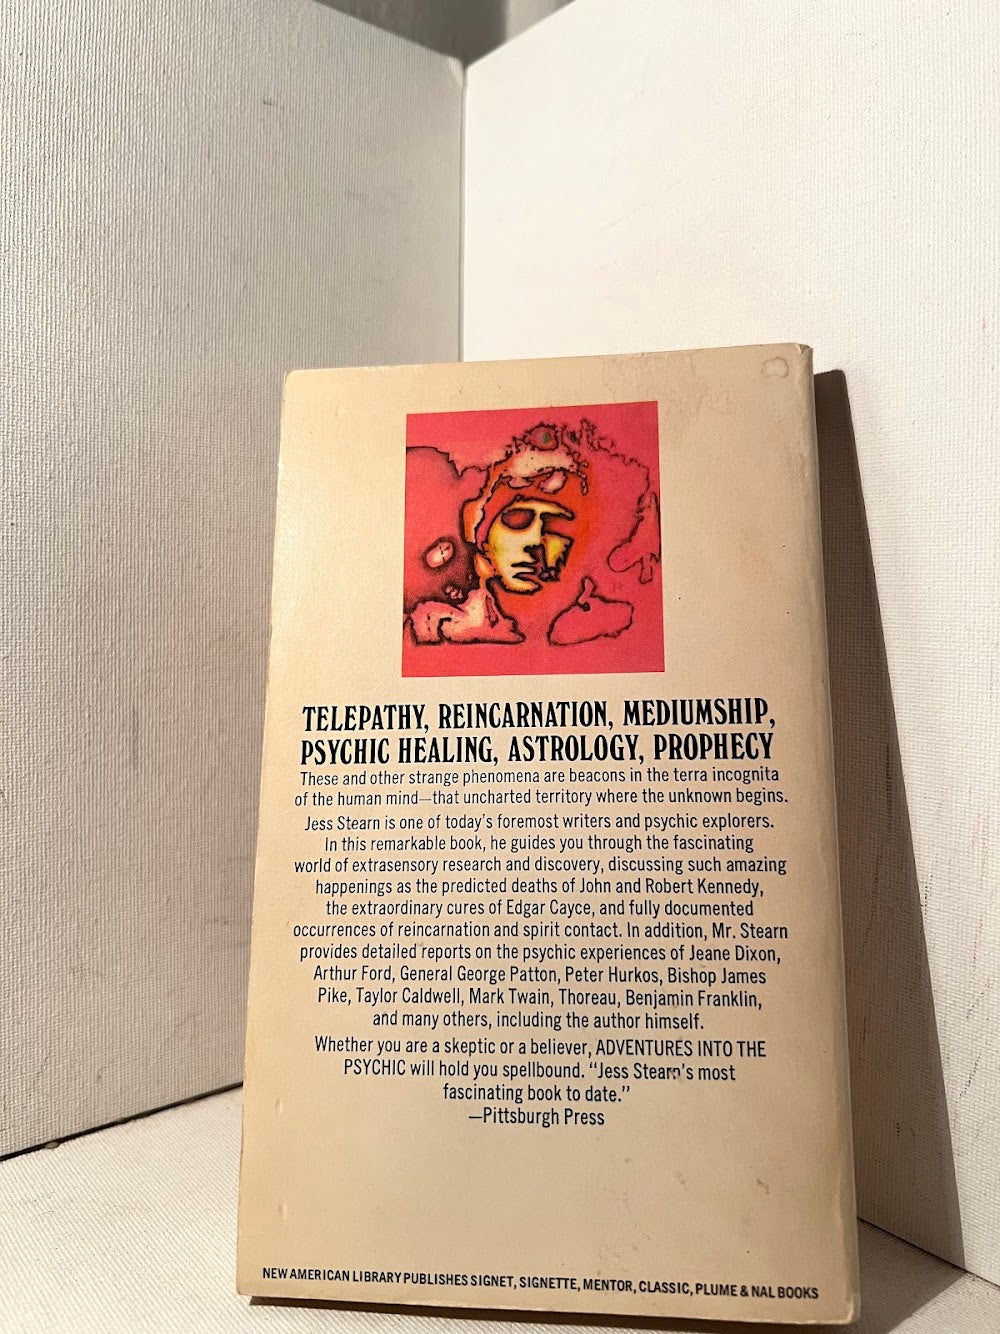 TELEPATHY, REINCARNATION, MEDIUMSHIP,
PSYCHIC HEALING, ASTROLOGY, PROPHECY
These and other strange phenomena are beacons in the terra incognita
of the human mind—that uncharted territory where the unknown begins.
Jess Stearn is one of today's foremost writers and psychic explorers.
In this remarkable book, he guides you through the fascinating
world of extrasensory research and discovery, discussing such amazing
happenings as the predicted deaths of John and Robert Kennedy,
the extraordinary cures of Edgar Cayce, and fully documented
occurrences of reincarnation and spirit contact. In addition, Mr. Stearn
provides detailed reports on the psychic experiences of Jeane Dixon,
Arthur Ford, General George Patton, Peter Hurkos, Bishop James
Pike, Taylor Caldwell, Mark Twain, Thoreau, Benjamin Franklin,
and many others, including the author himself.
Whether you are a skeptic or a believer, ADVENTURES INTO THE
PSYCHIC will hold you spellbound. “Jess Stearn's most
fascinating book to date.”
—Pittsburgh Press
NEW AMERICAN LIBRARY PUBLISHES SIGNET, SIGNETTE, MENTOR, CLASSIC, PLUME & NAL BOOKS